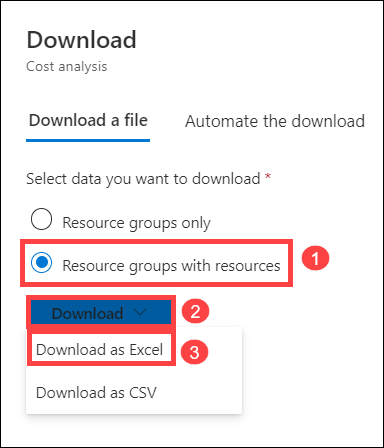 Download
Cost analysis
Download a file Automate the download
Select data you want to download *
Resource groups only
Resource groups with resources 1
Download 2
Download as Excel 3
Download as CSV